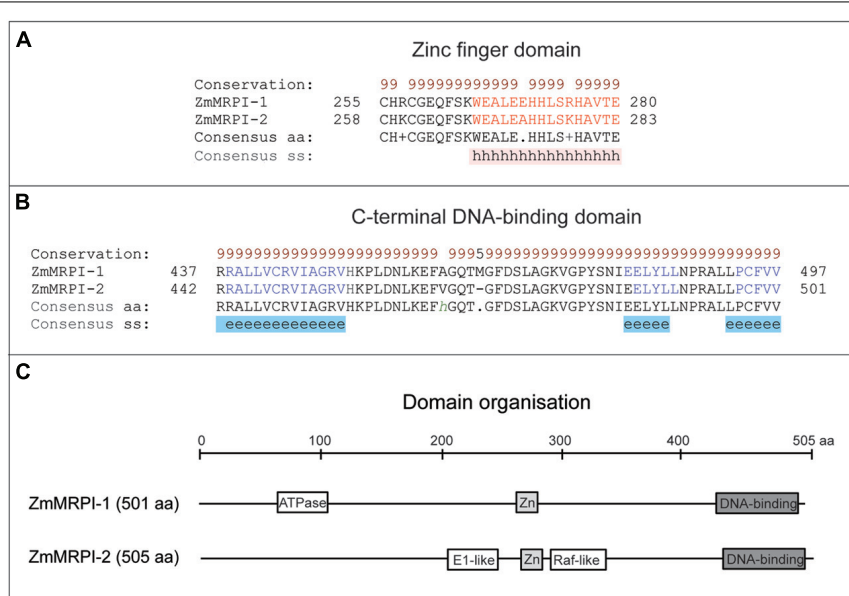 A
Zinc finger domain
Conservation: 99 999999999999 9999 99999
ZmMRPI-1 255 CHRCGEQFSKWEALEEHHLSRHAVTE 280
ZmMRPI-2 258 CHKCGEQFSKWEALEAHHLSKHAVTE 283
Consensus aa: CH+CGEQFSKWEALE.HHLS+HAVTE
Consensus ss: hhhhhhhhhhhhhhhh
B
C-terminal DNA-binding domain
Conservation: 999999999999999999999999 999599999999999999999999999999999999
ZmMRPI-1 437 RRALLVCRVIAGRVHKPLDNLKEFAGQTMGFDSLAGKVGPYSNIEELYLLNPRALLPCFVV 497
ZmMRPI-2 442 RRALLVCRVIAGRVHKPLDNLKEFVGQT-GFDSLAGKVGPYSNIEELYLLNPRALLPCFVV 501
Consensus aa: RRALLVCRVIAGRVHKPLDNLKEFhGQT.GFDSLAGKVGPYSNIEELYLLNPRALLPCFVV
Consensus ss: eeeeeeeeeeeee eeeee eeeeee
C
Domain organisation
0 100 200 300 400 505 aa
ZmMRPI-1 (501 aa) ATPase Zn DNA-binding
ZmMRPI-2 (505 aa) E1-like Zn Raf-like DNA-binding